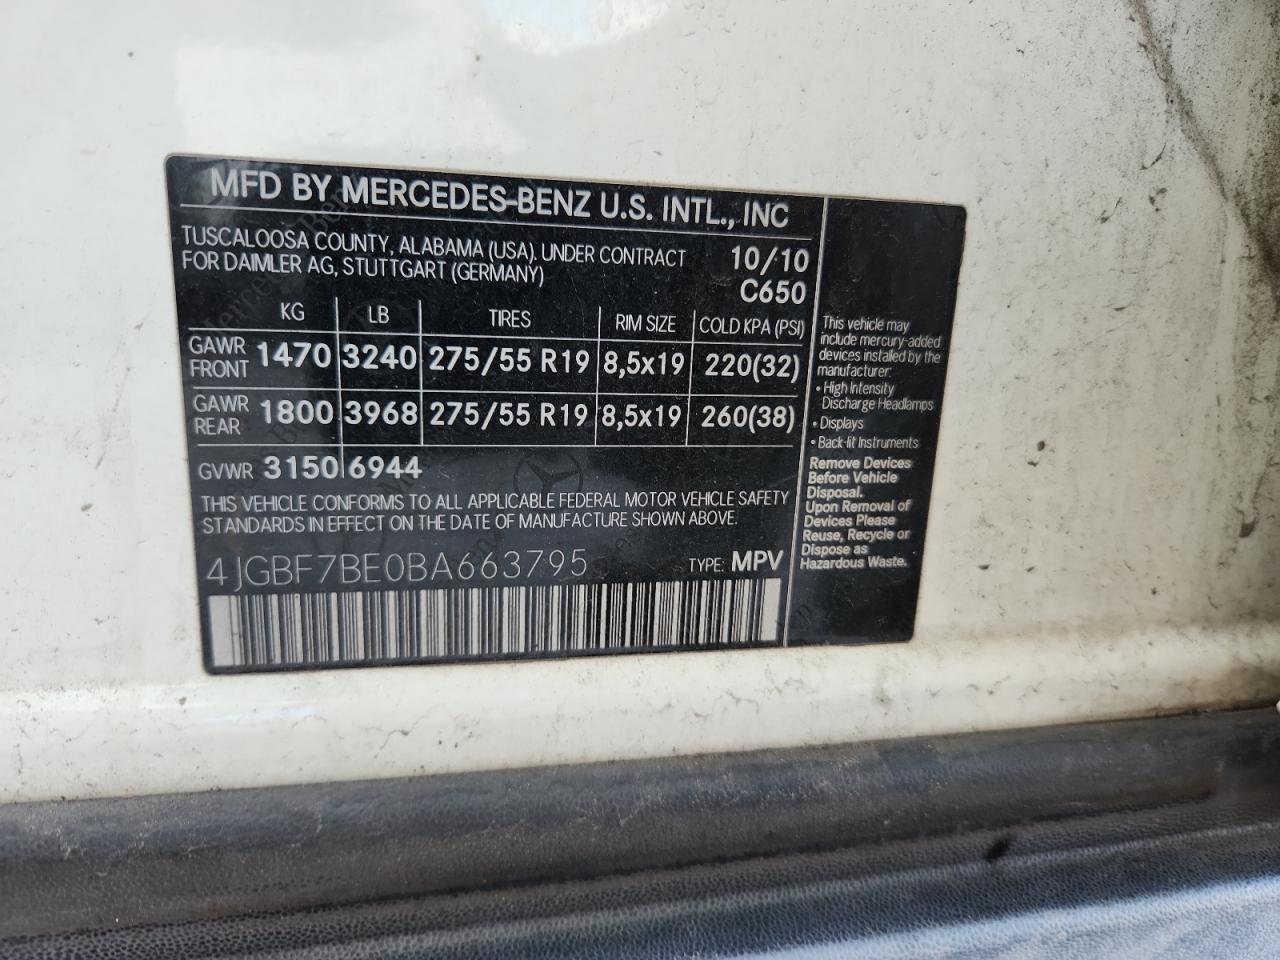 MFD BY MERCEDES-BENZ U.S. INTL., INC
TUSCALOOSA COUNTY, ALABAMA (USA), UNDER CONTRACT
FOR DAIMLER AG, STUTTGART (GERMANY)
10/10
C650
KG LB TIRES RIM SIZE COLD KPA (PSI)
GAWR FRONT 1470 3240 275/55 R19 8,5x19 220(32)
GAWR REAR 1800 3968 275/55 R19 8,5x19 260(38)
GVWR 3150 6944
THIS VEHICLE CONFORMS TO ALL APPLICABLE FEDERAL MOTOR VEHICLE SAFETY
STANDARDS IN EFFECT ON THE DATE OF MANUFACTURE SHOWN ABOVE.
4JGBF7BE0BA663795 TYPE: MPV
This vehicle may
include mercury-added
devices installed by the
manufacturer:
• High Intensity
Discharge Headlamps
• Displays
• Back-lit Instruments
Remove Devices
Before Vehicle
Disposal.
Upon Removal of
Devices Please
Reuse, Recycle or
Dispose as
Hazardous Waste.